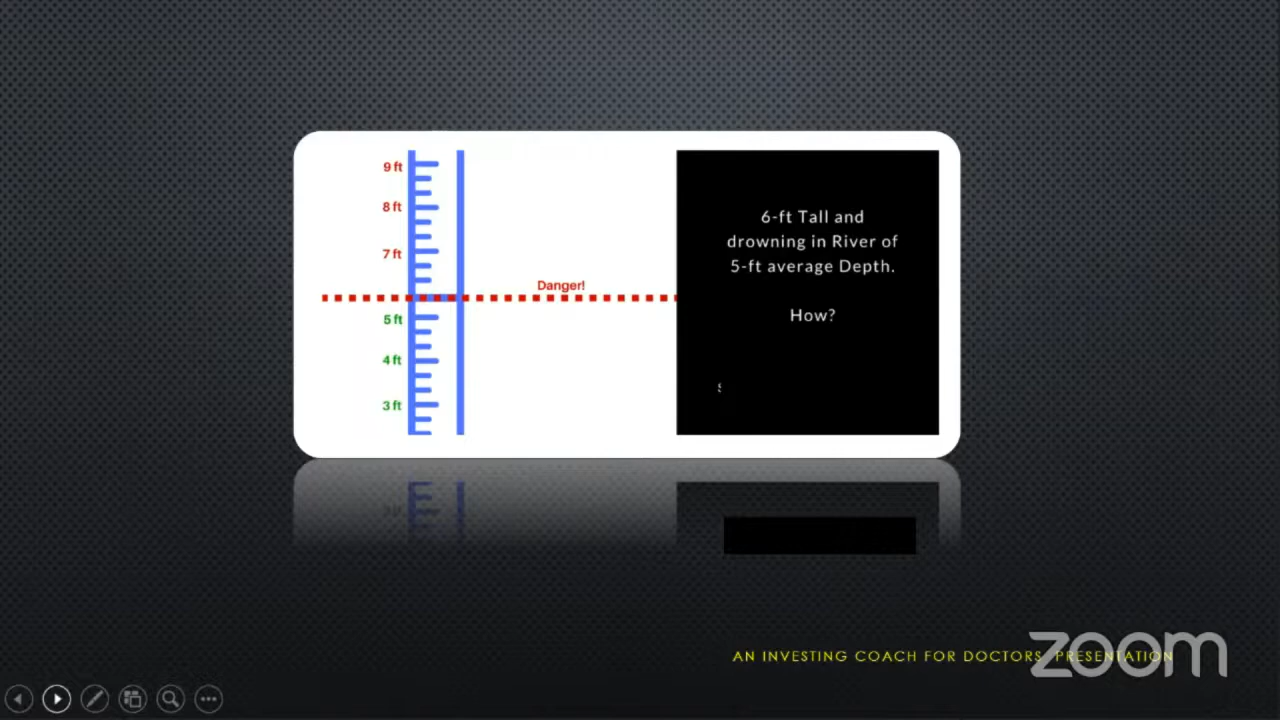 9 ft
8 ft
7 ft
Danger!
5 ft
4 ft
3 ft
6-ft Tall and
drowning in River of
5-ft average Depth.
How?
AN INVESTING COACH FOR DOCTORS PRESENTATION
zoom